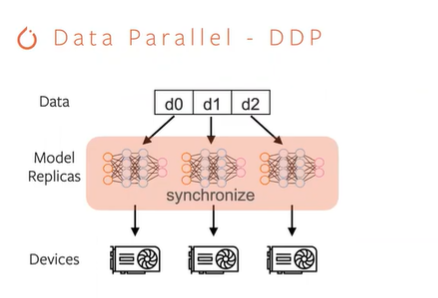 Data Parallel - DDP
Data
d0 d1 d2
Model
Replicas
synchronize
Devices